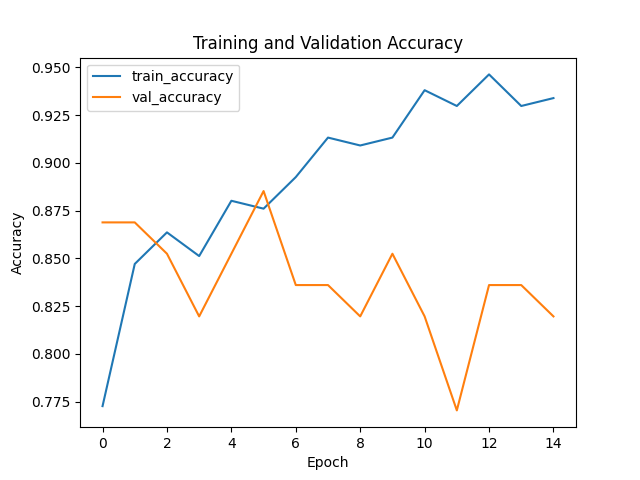 Training and Validation Accuracy
train_accuracy
val_accuracy
Accuracy
0.950
0.925
0.900
0.875
0.850
0.825
0.800
0.775
0 2 4 6 8 10 12 14
Epoch